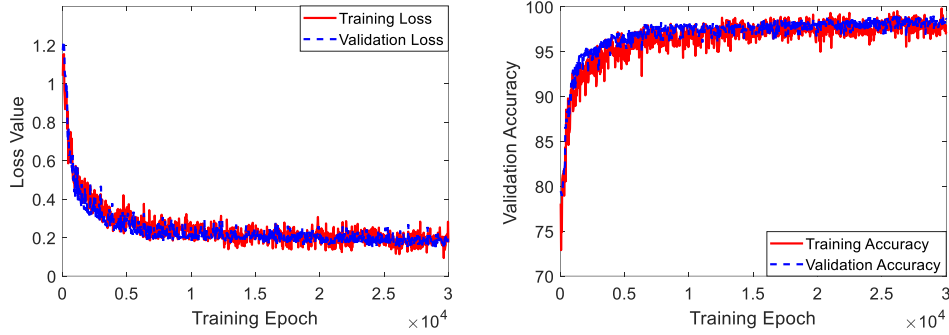 Training Loss
Validation Loss
Loss Value
1.2
1
0.8
0.6
0.4
0.2
0
0 0.5 1 1.5 2 2.5 3
Training Epoch
×10^4
Validation Accuracy
100
95
90
85
80
75
70
Training Accuracy
Validation Accuracy
0 0.5 1 1.5 2 2.5 3
Training Epoch
×10^4